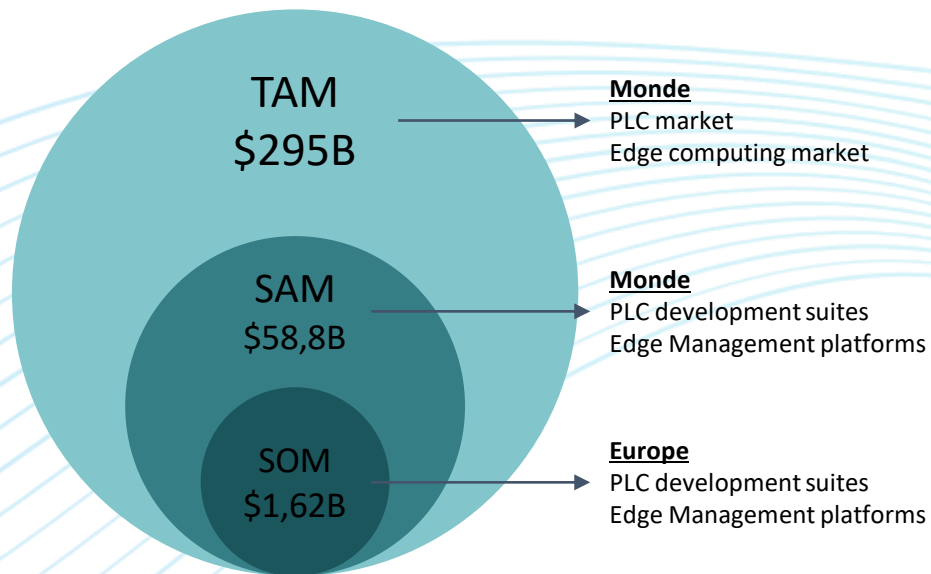 TAM
$295B
Monde
PLC market
Edge computing market
SAM
$58,8B
Monde
PLC development suites
Edge Management platforms
SOM
$1,62B
Europe
PLC development suites
Edge Management platforms